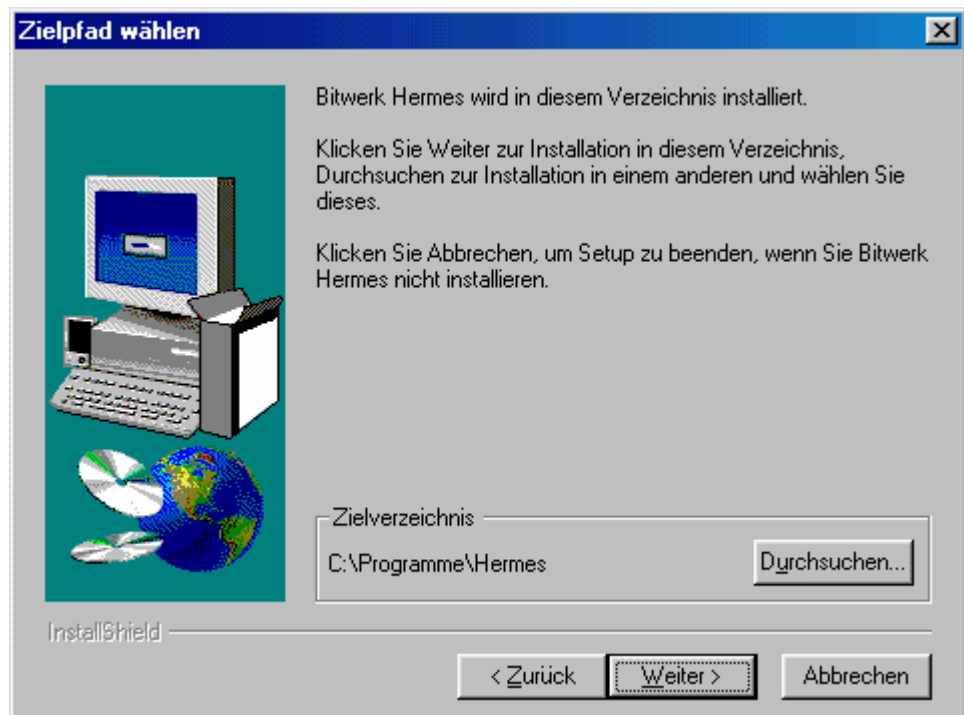 Zielpfad wählen
Bitwerk Hermes wird in diesem Verzeichnis installiert.
Klicken Sie Weiter zur Installation in diesem Verzeichnis,
Durchsuchen zur Installation in einem anderen und wählen Sie
dieses.
Klicken Sie Abbrechen, um Setup zu beenden, wenn Sie Bitwerk
Hermes nicht installieren.
Zielverzeichnis
C:\Programme\Hermes
Durchsuchen...
InstallShield
< Zurück
Weiter >
Abbrechen